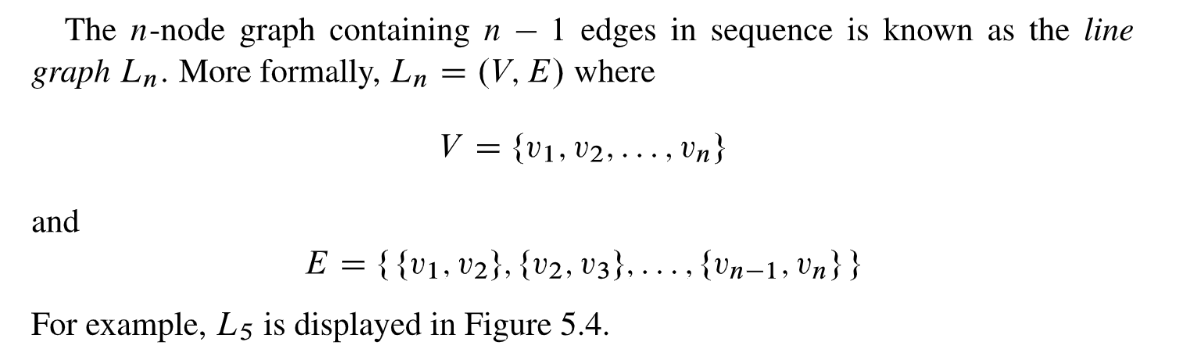 The n-node graph containing n − 1 edges in sequence is known as the line
graph Lₙ. More formally, Lₙ = (V, E) where
V = {v₁, v₂, . . . , vₙ}
and
E = { {v₁, v₂}, {v₂, v₃}, . . . , {vₙ₋₁, vₙ} }
For example, L₅ is displayed in Figure 5.4.